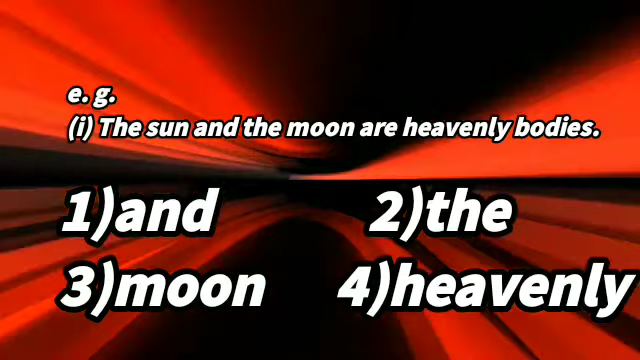 e. g.
(i) The sun and the moon are heavenly bodies.
1)and 2)the
3)moon 4)heavenly